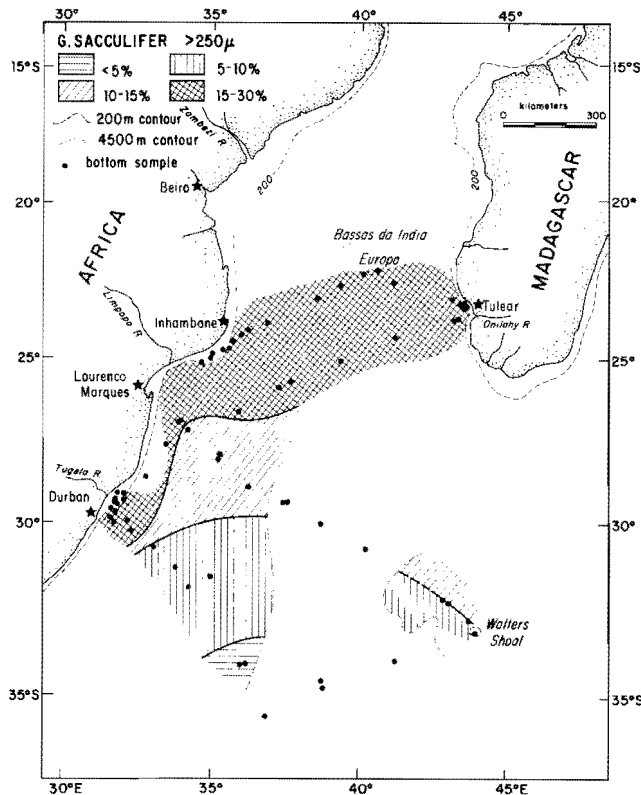 30° 35° 40° 45°
G. SACCULIFER >250μ
<5% 5-10%
10-15% 15-30%
200m contour
4500m contour
bottom sample
15°S 15°S
20° 20°
25° 25°
30° 30°
35°S 35°S
30°E 35° 40° 45°E
kilometers
0 300
Zambezi R
Beiro
200
200
AFRICA
MADAGASCAR
Bassas da India
Europa
Limpopo R
Inhambane
Tulear
Onilahy R
Lourenco
Marques
Tugela R
Durban
Walters
Shoal